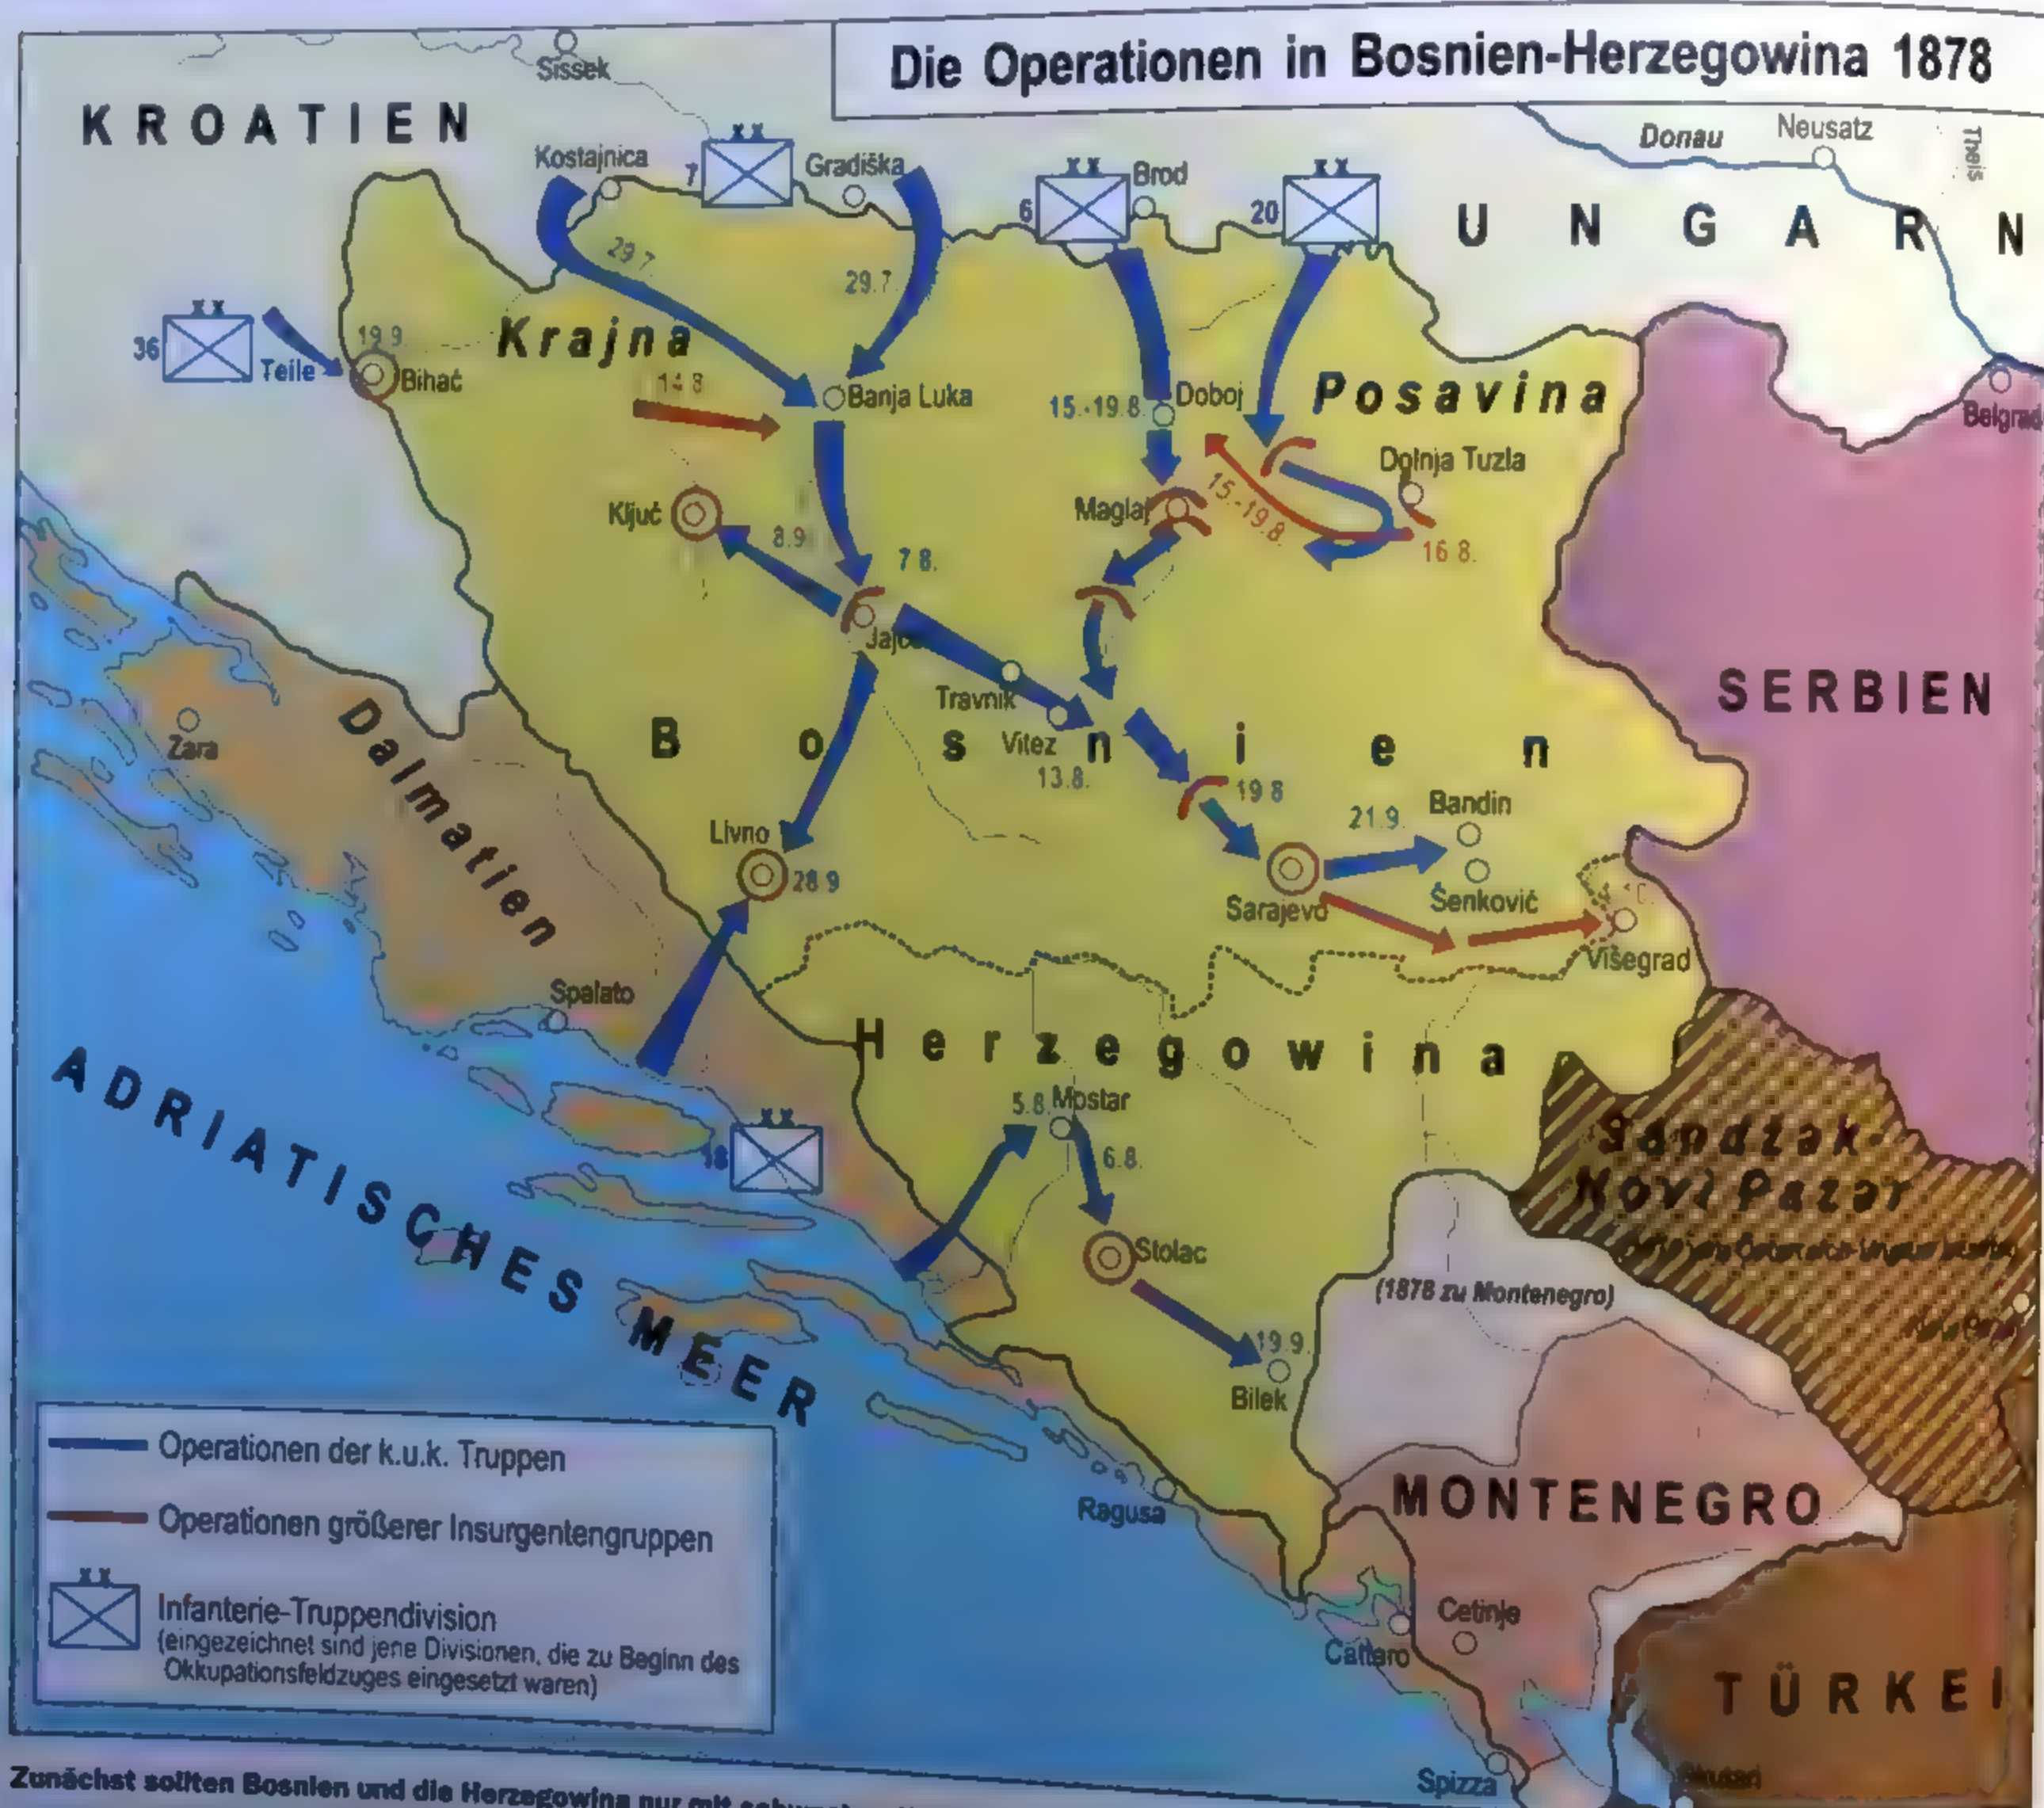 Die Operationen in Bosnien-Herzegowina 1878
Sissek
KROATIEN
Donau
Neusatz
Theis
Kostajnica
7
Gradiška
6
Brod
20
UNGARN
29.7.
29.7.
36
Teile
19.9.
Bihać
Krajna
14.8.
Banja Luka
15.-19.8.
Doboj
Posavina
Belgrad
Dolnja Tuzla
Ključ
8.9.
7.8.
Maglaj
15.-19.8.
16.8.
Jajce
SERBIEN
Travnik
Zara
Dalmatien
Bosnien
Vitez
13.8.
19.8.
21.9.
Bandin
Livno
28.9.
Sarajevo
Šenković
Višegrad
Spalato
Herzegowina
ADRIATISCHES MEER
5.8.
Mostar
18
6.8.
Sandžak
Novi Pazar
Stolac
(1878 zu Montenegro)
19.9.
Bilek
Operationen der k.u.k. Truppen
Operationen größerer Insurgentengruppen
Infanterie-Truppendivision
(eingezeichnet sind jene Divisionen, die zu Beginn des
Okkupationsfeldzuges eingesetzt waren)
Ragusa
MONTENEGRO
Cattaro
Cetinje
TÜRKEI
Spizza
Skutari
Zunächst sollten Bosnien und die Herzegowina nur mit